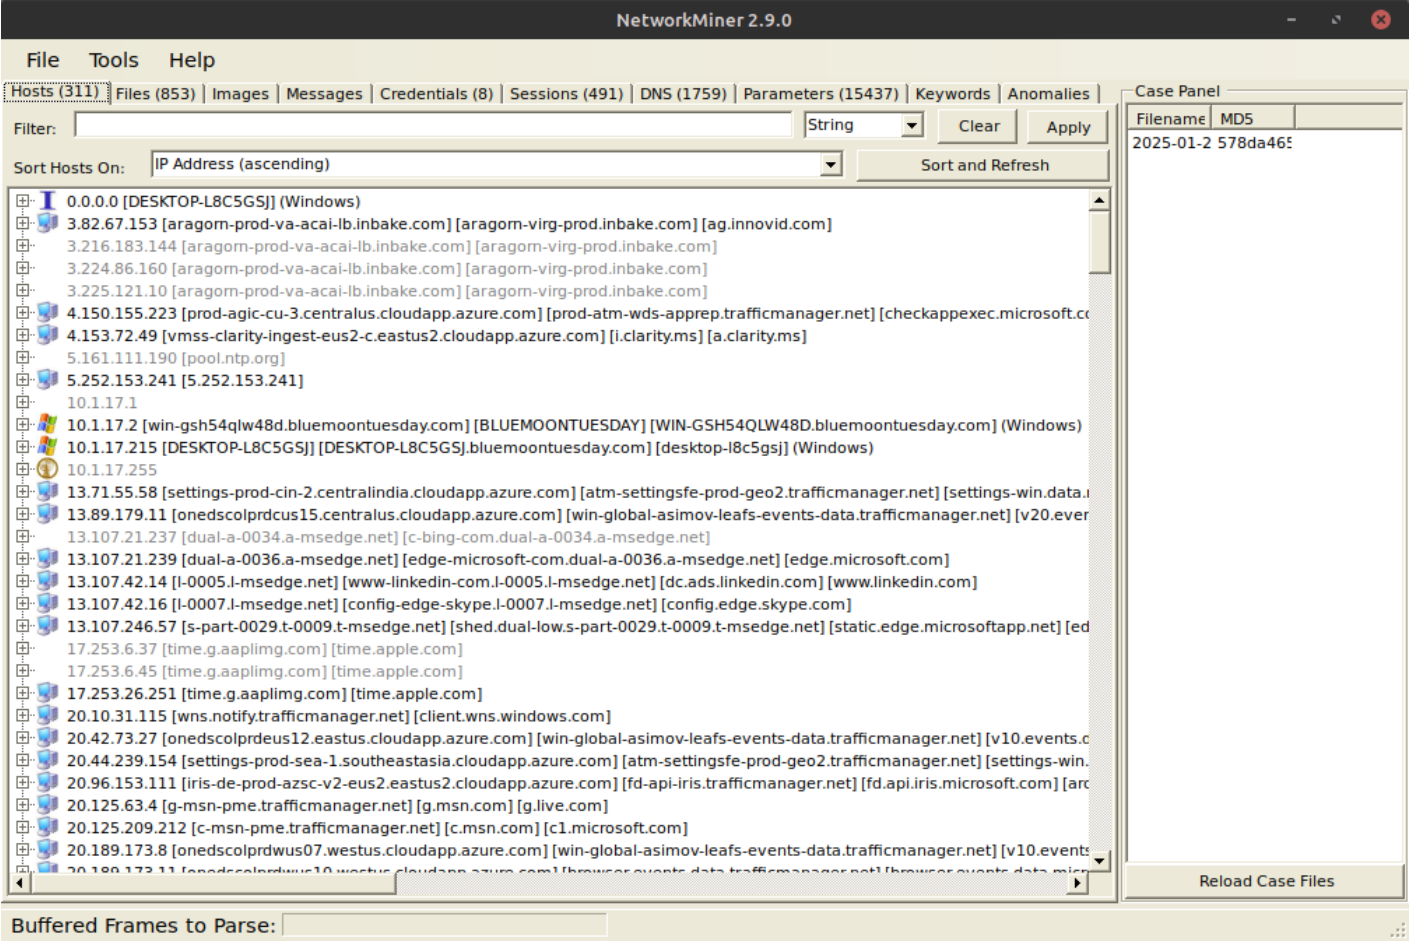 NetworkMiner 2.9.0
File Tools Help
Hosts (311) Files (853) Images Messages Credentials (8) Sessions (491) DNS (1759) Parameters (15437) Keywords Anomalies
Case Panel
Filter: String Clear Apply
Filename MD5
2025-01-2 578da465
Sort Hosts On: IP Address (ascending) Sort and Refresh
0.0.0.0 [DESKTOP-L8C5GSJ] (Windows)
3.82.67.153 [aragorn-prod-va-acai-lb.inbake.com] [aragorn-virg-prod.inbake.com] [ag.innovid.com]
3.216.183.144 [aragorn-prod-va-acai-lb.inbake.com] [aragorn-virg-prod.inbake.com]
3.224.86.160 [aragorn-prod-va-acai-lb.inbake.com] [aragorn-virg-prod.inbake.com]
3.225.121.10 [aragorn-prod-va-acai-lb.inbake.com] [aragorn-virg-prod.inbake.com]
4.150.155.223 [prod-agic-cu-3.centralus.cloudapp.azure.com] [prod-atm-wds-apprep.trafficmanager.net] [checkappexec.microsoft.cc
4.153.72.49 [vmss-clarity-ingest-eus2-c.eastus2.cloudapp.azure.com] [i.clarity.ms] [a.clarity.ms]
5.161.111.190 [pool.ntp.org]
5.252.153.241 [5.252.153.241]
10.1.17.1
10.1.17.2 [win-gsh54qlw48d.bluemoontuesday.com] [BLUEMOONTUESDAY] [WIN-GSH54QLW48D.bluemoontuesday.com] (Windows)
10.1.17.215 [DESKTOP-L8C5GSJ] [DESKTOP-L8C5GSJ.bluemoontuesday.com] [desktop-l8c5gsj] (Windows)
10.1.17.255
13.71.55.58 [settings-prod-cin-2.centralindia.cloudapp.azure.com] [atm-settingsfe-prod-geo2.trafficmanager.net] [settings-win.data.
13.89.179.11 [onedscolprdcus15.centralus.cloudapp.azure.com] [win-global-asimov-leafs-events-data.trafficmanager.net] [v20.ever
13.107.21.237 [dual-a-0034.a-msedge.net] [c-bing-com.dual-a-0034.a-msedge.net]
13.107.21.239 [dual-a-0036.a-msedge.net] [edge-microsoft-com.dual-a-0036.a-msedge.net] [edge.microsoft.com]
13.107.42.14 [l-0005.l-msedge.net] [www-linkedin-com.l-0005.l-msedge.net] [dc.ads.linkedin.com] [www.linkedin.com]
13.107.42.16 [l-0007.l-msedge.net] [config-edge-skype.l-0007.l-msedge.net] [config.edge.skype.com]
13.107.246.57 [s-part-0029.t-0009.t-msedge.net] [shed.dual-low.s-part-0029.t-0009.t-msedge.net] [static.edge.microsoftapp.net] [ed
17.253.6.37 [time.g.aaplimg.com] [time.apple.com]
17.253.6.45 [time.g.aaplimg.com] [time.apple.com]
17.253.26.251 [time.g.aaplimg.com] [time.apple.com]
20.10.31.115 [wns.notify.trafficmanager.net] [client.wns.windows.com]
20.42.73.27 [onedscolprdeus12.eastus.cloudapp.azure.com] [win-global-asimov-leafs-events-data.trafficmanager.net] [v10.events.c
20.44.239.154 [settings-prod-sea-1.southeastasia.cloudapp.azure.com] [atm-settingsfe-prod-geo2.trafficmanager.net] [settings-win.
20.96.153.111 [iris-de-prod-azsc-v2-eus2.eastus2.cloudapp.azure.com] [fd-api-iris.trafficmanager.net] [fd.api.iris.microsoft.com] [arc
20.125.63.4 [g-msn-pme.trafficmanager.net] [g.msn.com] [g.live.com]
20.125.209.212 [c-msn-pme.trafficmanager.net] [c.msn.com] [c1.microsoft.com]
20.189.173.8 [onedscolprdwus07.westus.cloudapp.azure.com] [win-global-asimov-leafs-events-data.trafficmanager.net] [v10.events
20.189.173.11 [onedscolprdwus10.westus.cloudapp.azure.com] [browser.events.data.trafficmanager.net] [browser.events.data.micr
Reload Case Files
Buffered Frames to Parse: